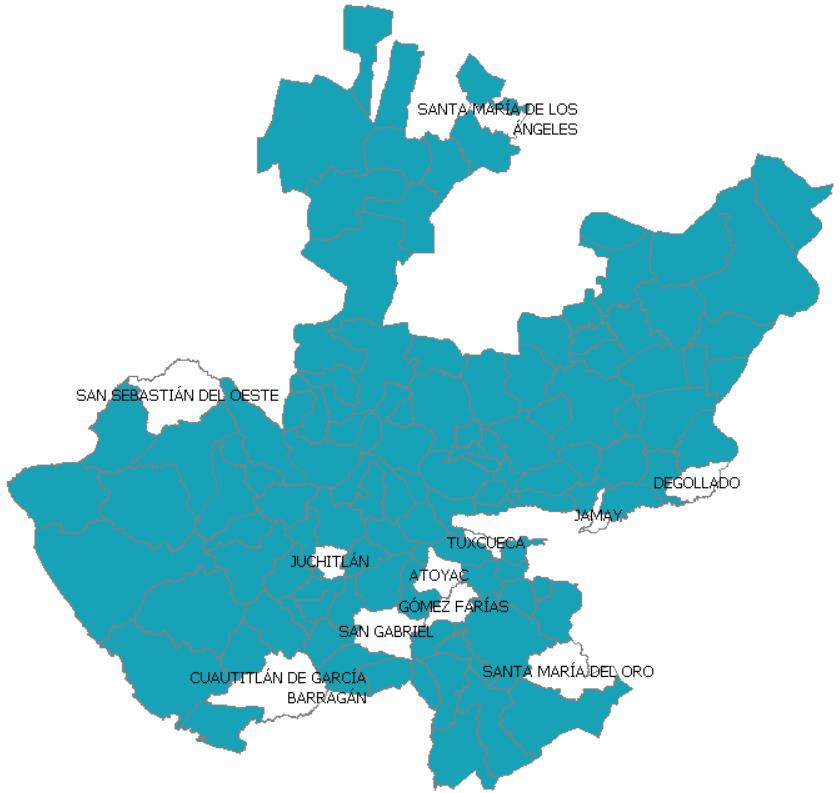 SANTA MARÍA DE LOS
ÁNGELES
SAN SEBASTIÁN DEL OESTE
DEGOLLADO
JAMAY
TUXCUECA
JUCHITLÁN
ATOYAC
GÓMEZ FARÍAS
SAN GABRIEL
SANTA MARÍA DEL ORO
CUAUTITLÁN DE GARCÍA
BARRAGÁN